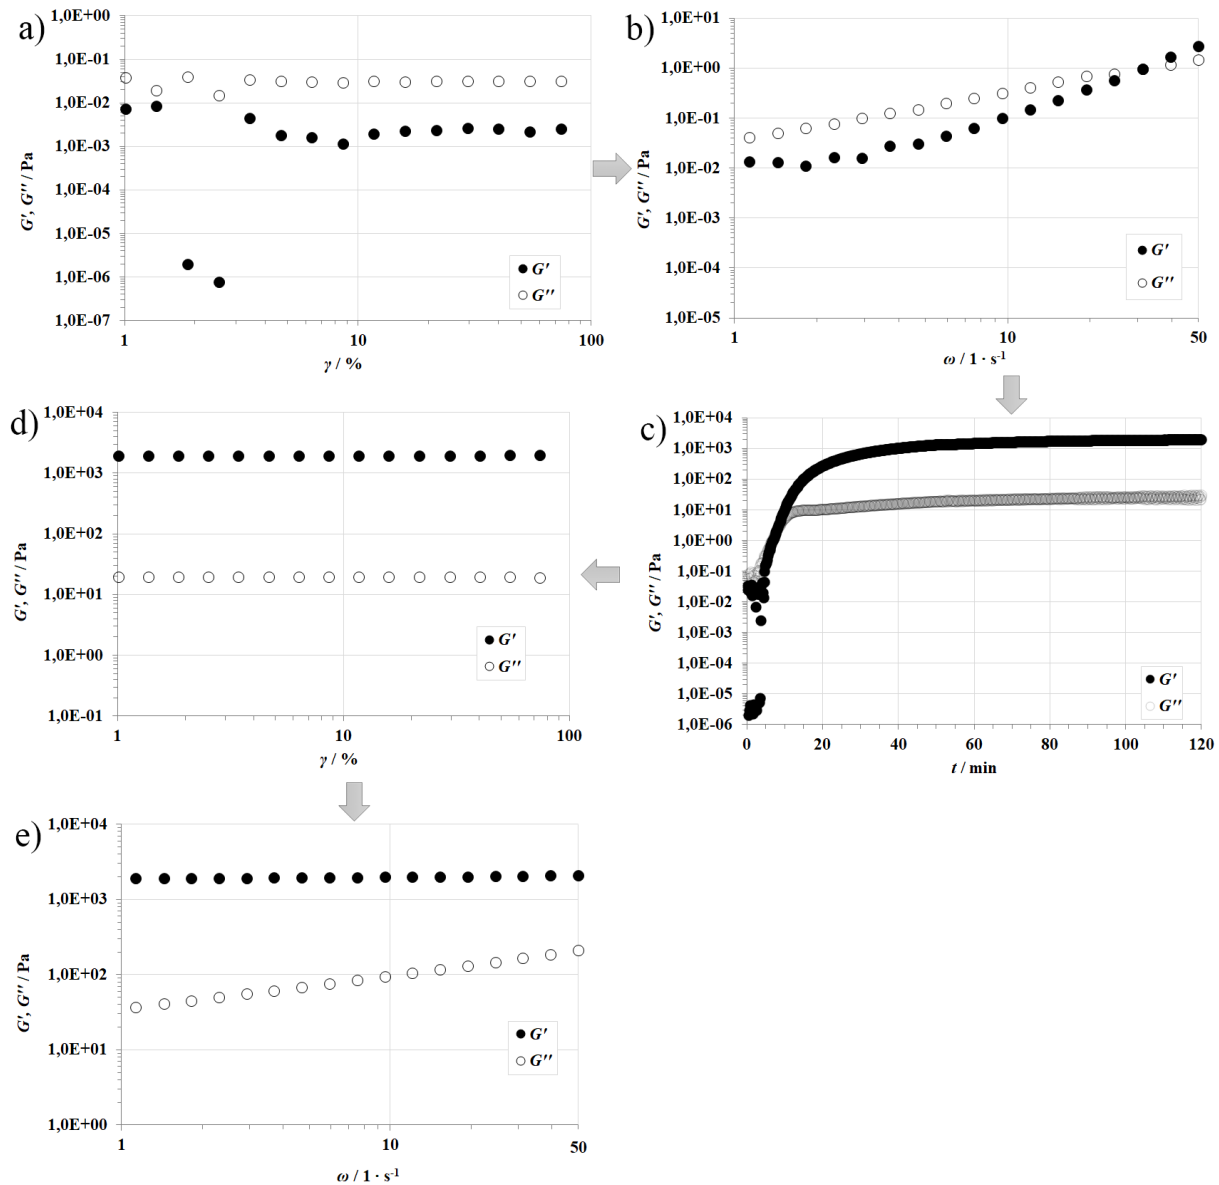 a)
1,0E+00
1,0E-01
1,0E-02
1,0E-03
1,0E-04
1,0E-05
1,0E-06
1,0E-07
G', G'' / Pa
1
10
100
γ / %
G'
G''
b)
1,0E+01
1,0E+00
1,0E-01
1,0E-02
1,0E-03
1,0E-04
1,0E-05
G', G'' / Pa
1
10
50
ω / 1 · s-1
G'
G''
c)
1,0E+04
1,0E+03
1,0E+02
1,0E+01
1,0E+00
1,0E-01
1,0E-02
1,0E-03
1,0E-04
1,0E-05
1,0E-06
G', G'' / Pa
0
20
40
60
80
100
120
t / min
G'
G''
d)
1,0E+04
1,0E+03
1,0E+02
1,0E+01
1,0E+00
1,0E-01
G', G'' / Pa
1
10
100
γ / %
G'
G''
e)
1,0E+04
1,0E+03
1,0E+02
1,0E+01
1,0E+00
G', G'' / Pa
1
10
50
ω / 1 · s-1
G'
G''